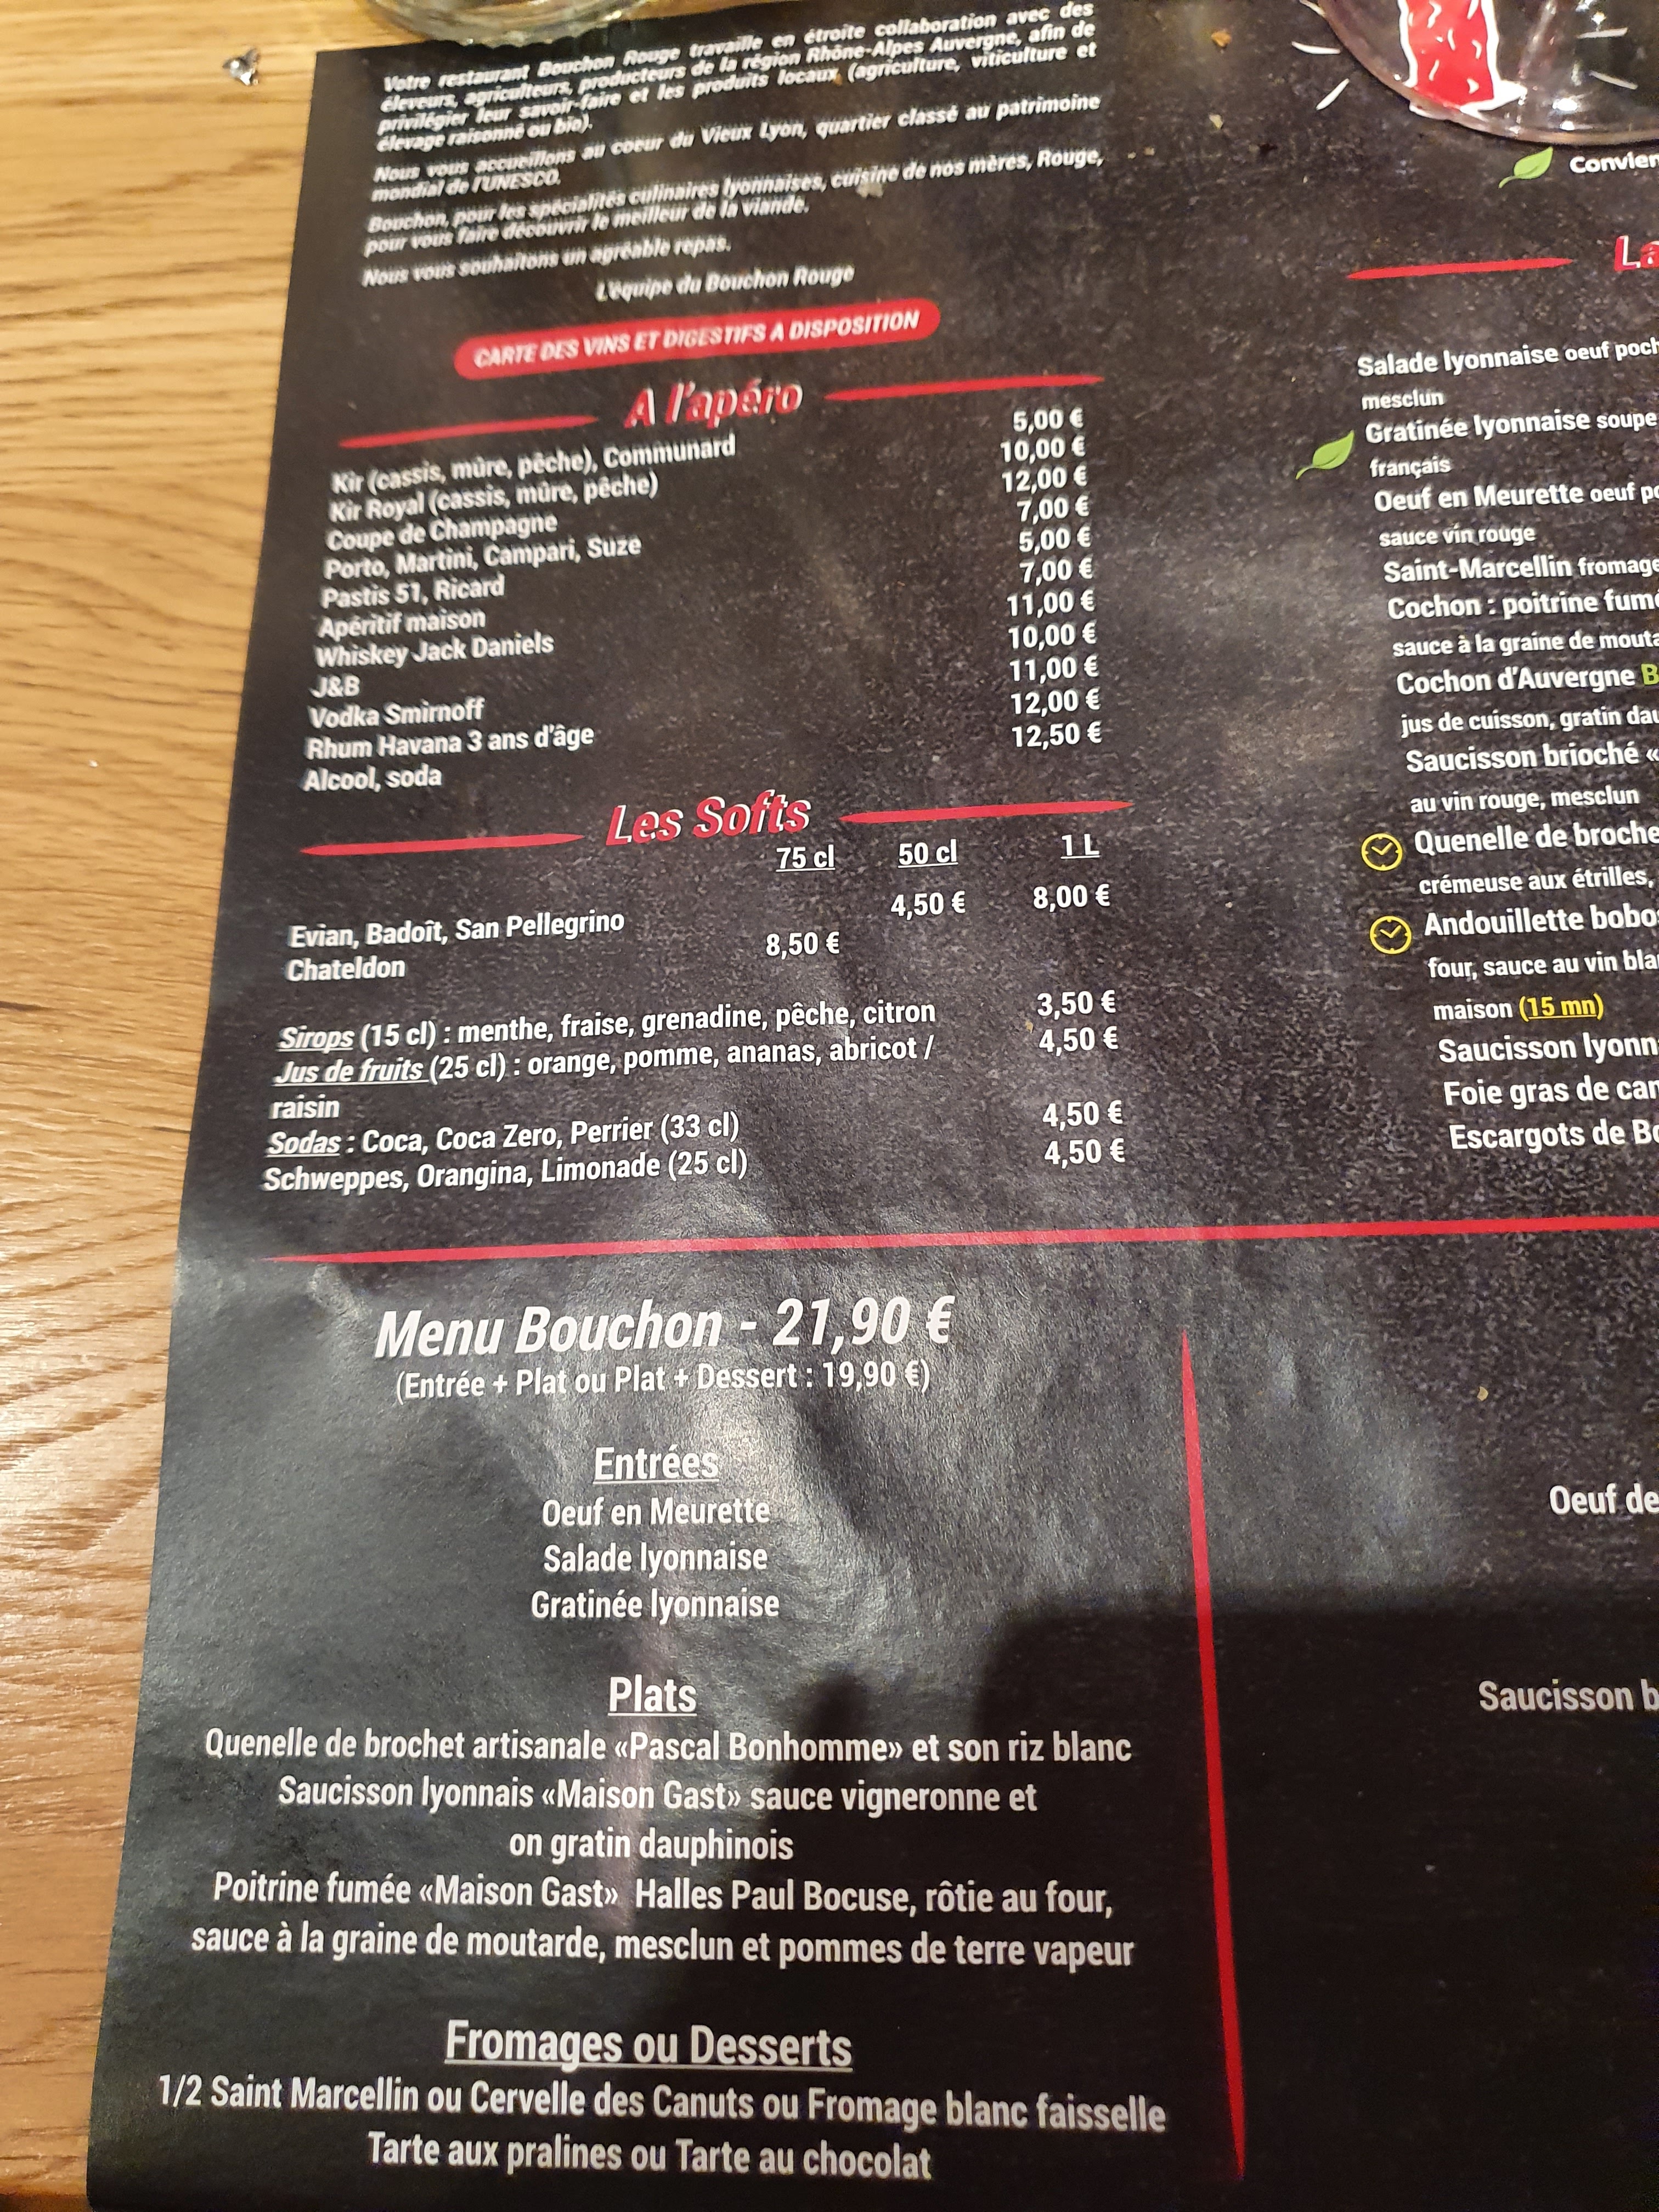 Votre restaurant Bouchon Rouge travaille en étroite collaboration avec des
éleveurs, agriculteurs, producteurs de la région Rhône-Alpes Auvergne, afin de
privilégier leur savoir-faire et les produits locaux, (agriculture, viticulture et
élevage raisonné ou bio).
Nous vous accueillons au coeur du Vieux Lyon, quartier classé au patrimoine
mondial de l'UNESCO.
Bouchon, pour les spécialités culinaires lyonnaises, cuisine de nos mères, Rouge,
pour vous faire découvrir le meilleur de la viande.
Nous vous souhaitons un agréable repas.
L'équipe du Bouchon Rouge
CARTE DES VINS ET DIGESTIFS A DISPOSITION
A l'apéro
Kir (cassis, mûre, pêche), Communard 5,00 €
Kir Royal (cassis, mûre, pêche) 10,00 €
Coupe de Champagne 12,00 €
Porto, Martini, Campari, Suze 7,00 €
Pastis 51, Ricard 5,00 €
Apéritif maison 7,00 €
Whiskey Jack Daniels 11,00 €
J&B 10,00 €
Vodka Smirnoff 11,00 €
Rhum Havana 3 ans d'âge 12,00 €
Alcool, soda 12,50 €
Les Softs
75 cl 50 cl 1 L
Evian, Badoît, San Pellegrino 4,50 € 8,00 €
Chateldon 8,50 €
Sirops (15 cl) : menthe, fraise, grenadine, pêche, citron 3,50 €
Jus de fruits (25 cl) : orange, pomme, ananas, abricot / 4,50 €
raisin
Sodas : Coca, Coca Zero, Perrier (33 cl) 4,50 €
Schweppes, Orangina, Limonade (25 cl) 4,50 €
Menu Bouchon - 21,90 €
(Entrée + Plat ou Plat + Dessert : 19,90 €)
Entrées
Oeuf en Meurette
Salade lyonnaise
Gratinée lyonnaise
Plats
Quenelle de brochet artisanale «Pascal Bonhomme» et son riz blanc
Saucisson lyonnais «Maison Gast» sauce vigneronne et
on gratin dauphinois
Poitrine fumée «Maison Gast» Halles Paul Bocuse, rôtie au four,
sauce à la graine de moutarde, mesclun et pommes de terre vapeur
Fromages ou Desserts
1/2 Saint Marcellin ou Cervelle des Canuts ou Fromage blanc faisselle
Tarte aux pralines ou Tarte au chocolat
Convien
La
Salade lyonnaise oeuf poch
mesclun
Gratinée lyonnaise soupe
français
Oeuf en Meurette oeuf po
sauce vin rouge
Saint-Marcellin fromage
Cochon : poitrine fumé
sauce à la graine de mouta
Cochon d'Auvergne B
jus de cuisson, gratin dau
Saucisson brioché «
au vin rouge, mesclun
Quenelle de broche
crémeuse aux étrilles,
Andouillette bobos
four, sauce au vin bla
maison (15 mn)
Saucisson lyonn
Foie gras de can
Escargots de Bo
Oeuf de
Saucisson b